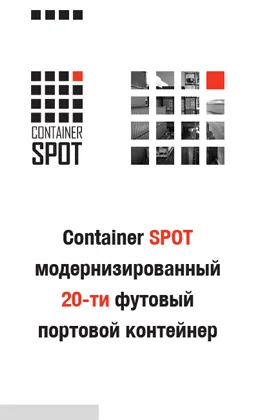 CONTAINER
SPOT
Container SPOT
модернизированный
20-ти футовый
портовой контейнер